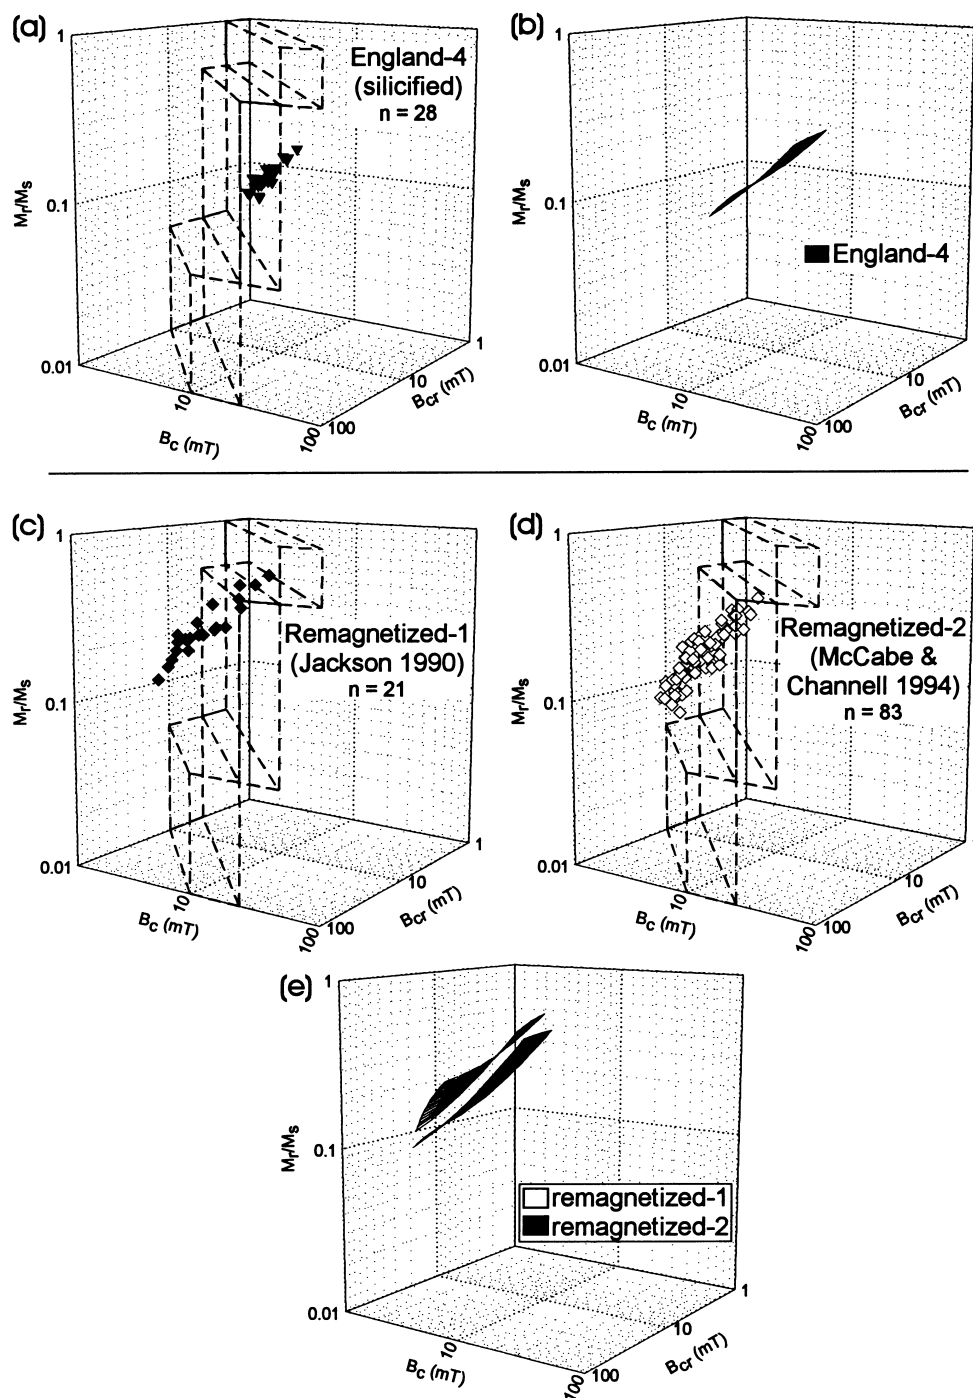 (a)
1
England-4
(silicified)
n = 28
Mr/Ms
0.1
0.01
10
Bc (mT)
100
100
10
Bcr (mT)
1
(b)
1
Mr/Ms
0.1
England-4
0.01
10
Bc (mT)
100
100
10
Bcr (mT)
(c)
1
Remagnetized-1
(Jackson 1990)
n = 21
Mr/Ms
0.1
0.01
10
Bc (mT)
100
100
10
Bcr (mT)
1
(d)
1
Remagnetized-2
(McCabe &
Channell 1994)
n = 83
Mr/Ms
0.1
0.01
10
Bc (mT)
100
100
10
Bcr (mT)
(e)
1
Mr/Ms
0.1
remagnetized-1
remagnetized-2
0.01
10
Bc (mT)
100
100
10
Bcr (mT)
1